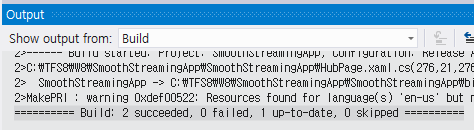 Output
Show output from: Build
2>------ Build started: Project: SmoothStreamingApp, Configuration: Release A
2>C:₩TFS8₩W8₩SmoothStreamingApp₩SmoothStreamingApp₩HubPage.xaml.cs(276,21,276
2>  SmoothStreamingApp -> C:₩TFS8₩W8₩SmoothStreamingApp₩SmoothStreamingApp₩bi
2>MakePRI : warning 0xdef00522: Resources found for language(s) 'en-us' but
========== Build: 2 succeeded, 0 failed, 1 up-to-date, 0 skipped ==========